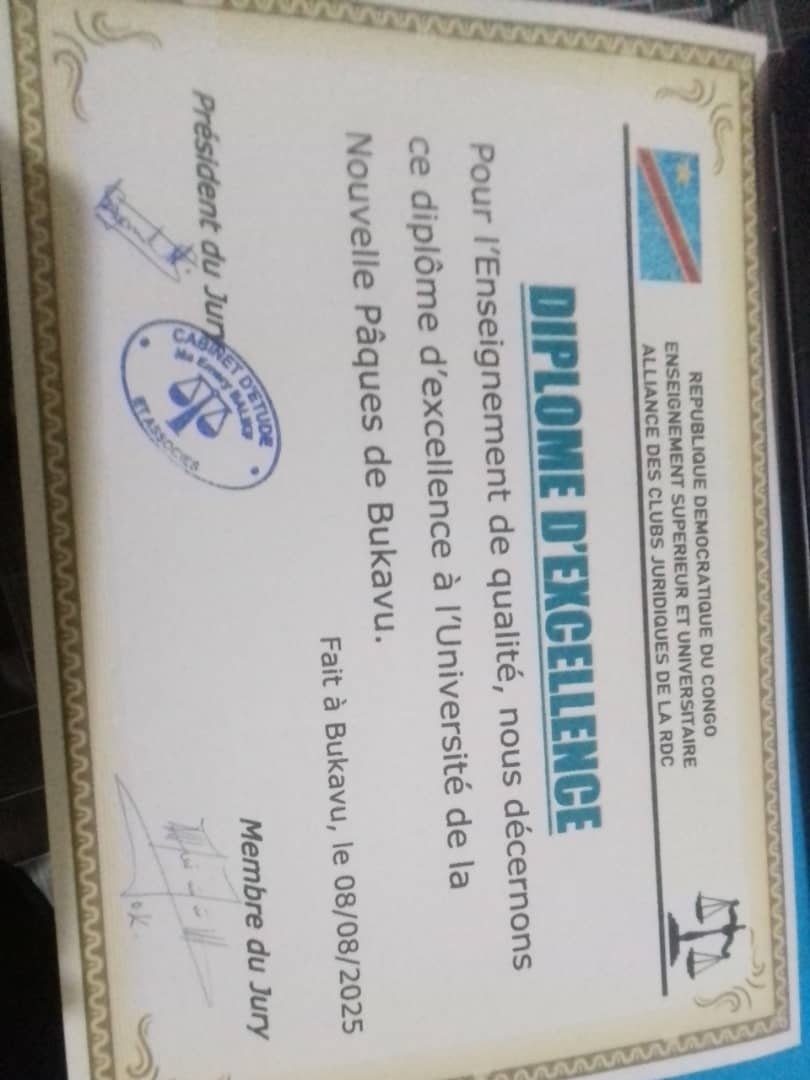 REPUBLIQUE DEMOCRATIQUE DU CONGO
ENSEIGNEMENT SUPERIEUR ET UNIVERSITAIRE
ALLIANCE DES CLUBS JURIDIQUES DE LA RDC
DIPLOME D'EXCELLENCE
Pour l'Enseignement de qualité, nous décernons
ce diplôme d'excellence à l'Université de la
Nouvelle Pâques de Bukavu.
Fait à Bukavu, le 08/08/2025
Président du Jury
Membre du Jury
CABINET D'ETUDE
ET ASSOCIES